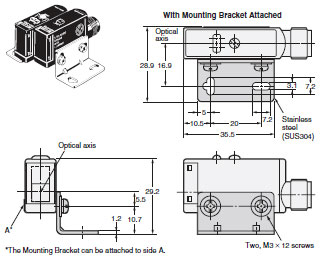 With Mounting Bracket Attached
Optical
axis
28.9
16.9
3.1
7.2
5
7.2
10.5
20
35.5
Stainless
steel
(SUS304)
Optical axis
29.2
5.5
1.2
10.7
A*
Two, M3 × 12 screws
*The Mounting Bracket can be attached to side A.